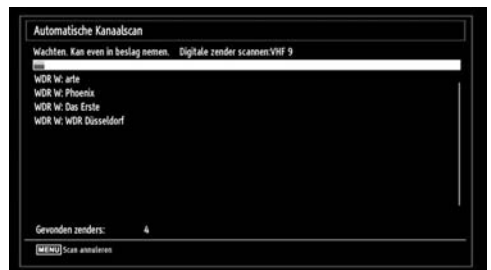 Automatische Kanaalscan
Wachten. Kan even in beslag nemen. Digitale zender scannen:VHF 9
WDR W: arte
WDR W: Phoenix
WDR W: Das Erste
WDR W: WDR Düsseldorf
Gevonden zenders: 4
MENU Scan annuleren